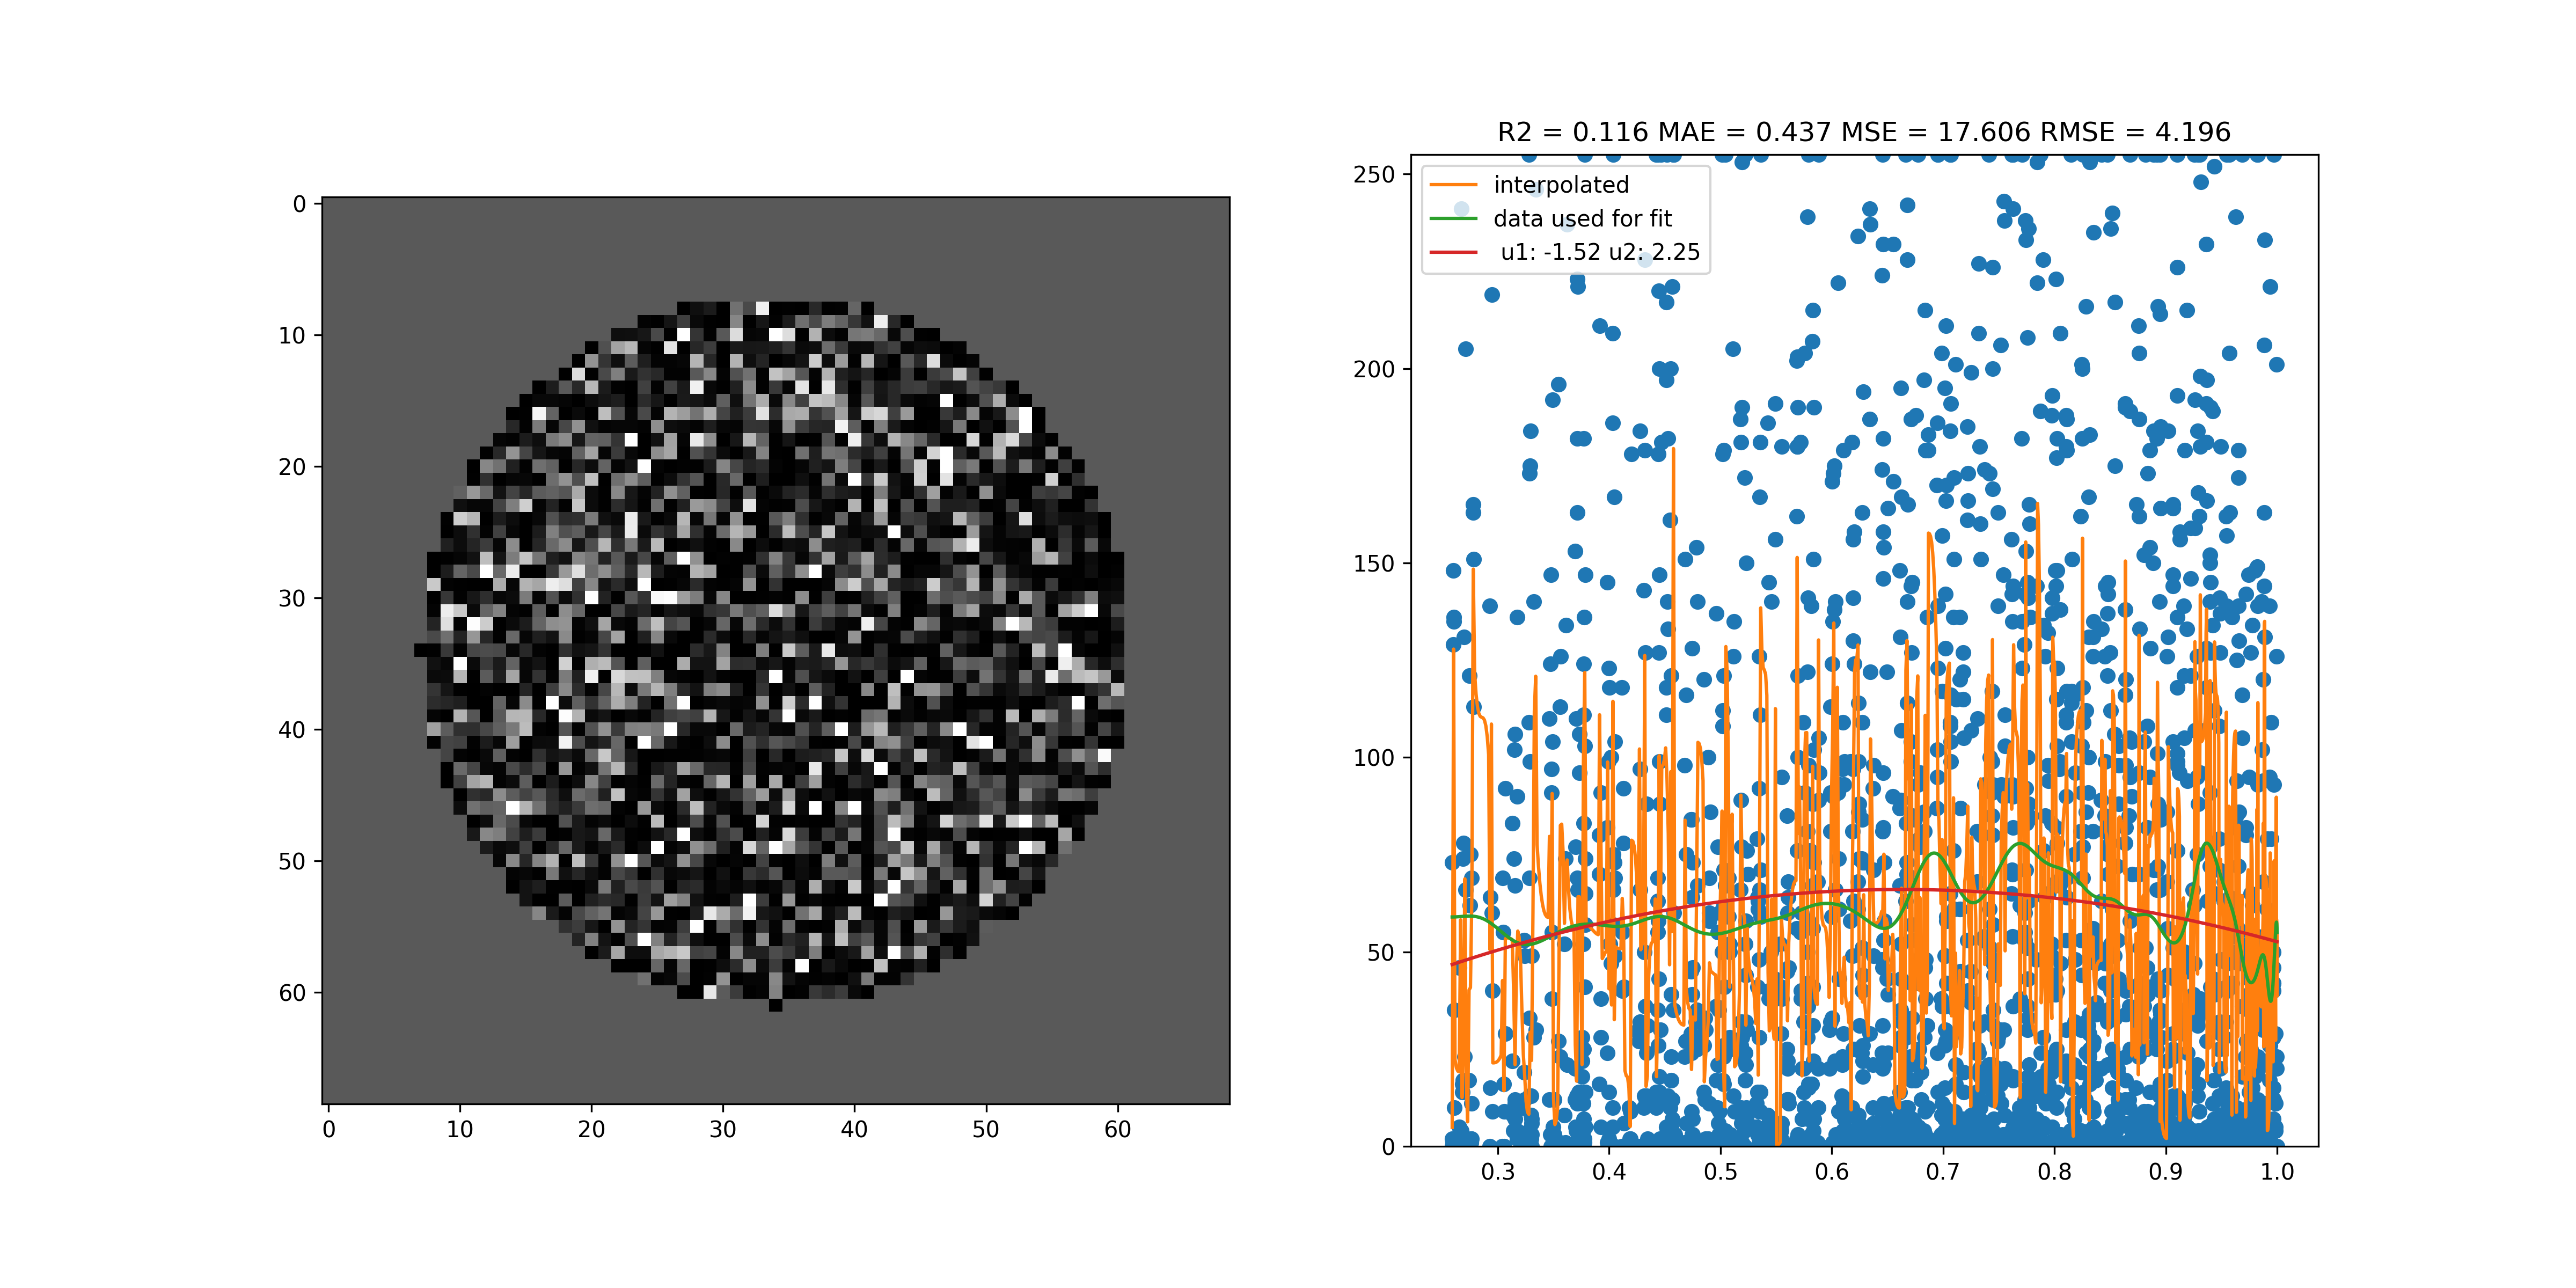 R2 = 0.116 MAE = 0.437 MSE = 17.606 RMSE = 4.196
0
10
20
30
40
50
60
0 10 20 30 40 50 60
250
200
150
100
50
0
interpolated
data used for fit
u1: -1.52 u2: 2.25
0.3 0.4 0.5 0.6 0.7 0.8 0.9 1.0